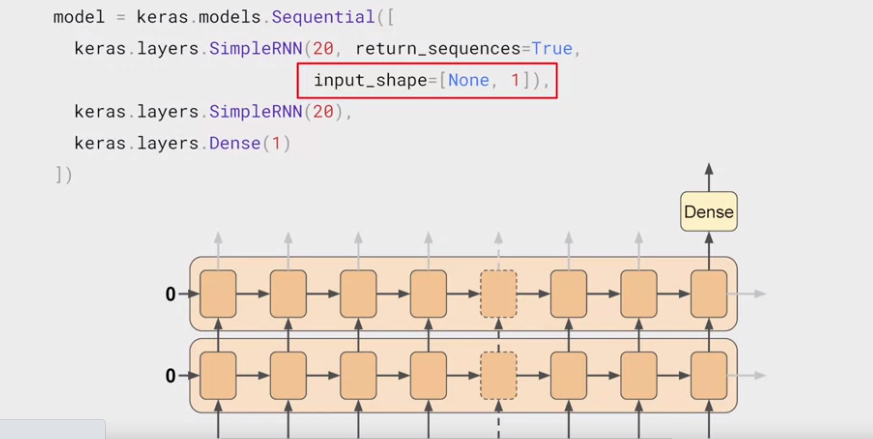 model = keras.models.Sequential([
keras.layers.SimpleRNN(20, return_sequences=True,
input_shape=[None, 1]),
keras.layers.SimpleRNN(20),
keras.layers.Dense(1)
])
Dense
0
0